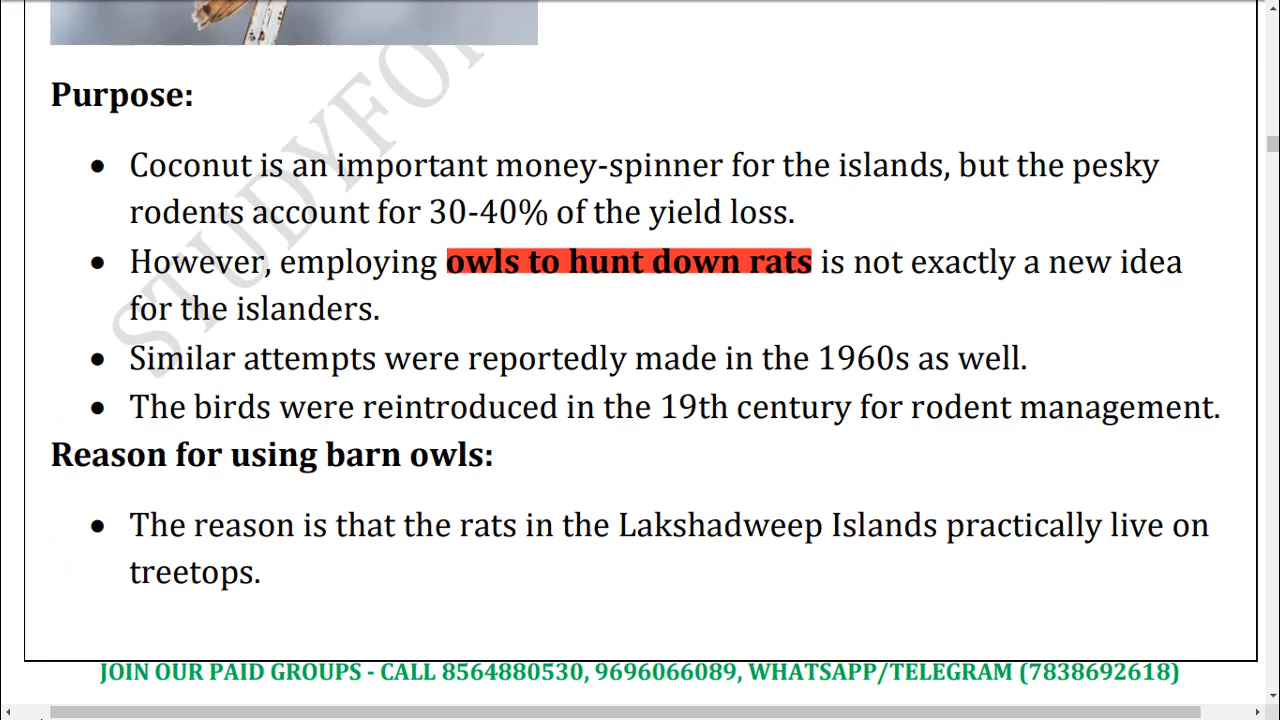 Purpose:
• Coconut is an important money-spinner for the islands, but the pesky
rodents account for 30-40% of the yield loss.
• However, employing owls to hunt down rats is not exactly a new idea
for the islanders.
• Similar attempts were reportedly made in the 1960s as well.
• The birds were reintroduced in the 19th century for rodent management.
Reason for using barn owls:
• The reason is that the rats in the Lakshadweep Islands practically live on
treetops.
JOIN OUR PAID GROUPS - CALL 8564880530, 9696066089, WHATSAPP/TELEGRAM (7838692618)
STUDYFOR